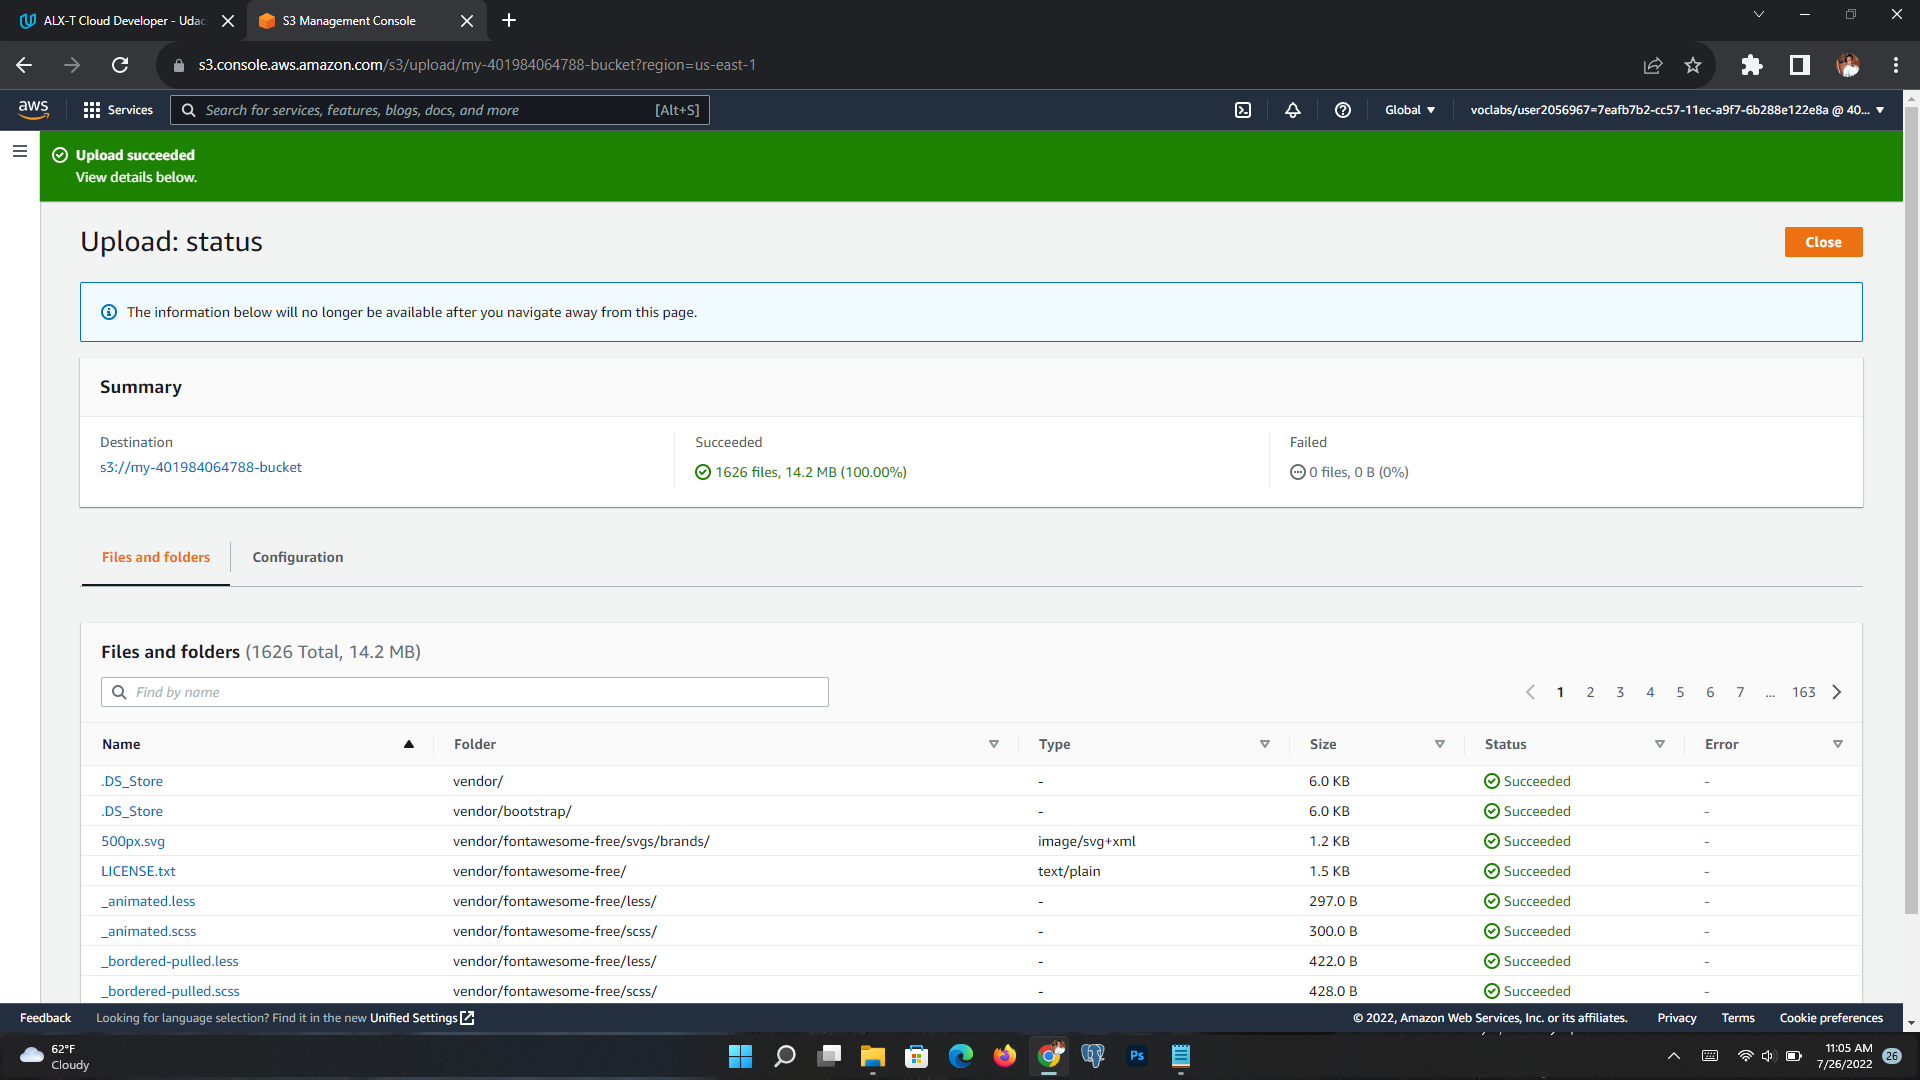 ALX-T Cloud Developer - Udac
S3 Management Console
s3.console.aws.amazon.com/s3/upload/my-401984064788-bucket?region=us-east-1
aws
Services
Search for services, features, blogs, docs, and more
[Alt+S]
Global
voclabs/user2056967=7eafb7b2-cc57-11ec-a9f7-6b288e122e8a @ 40...
Upload succeeded
View details below.
Upload: status
Close
The information below will no longer be available after you navigate away from this page.
Summary
Destination
s3://my-401984064788-bucket
Succeeded
1626 files, 14.2 MB (100.00%)
Failed
0 files, 0 B (0%)
Files and folders
Configuration
Files and folders (1626 Total, 14.2 MB)
Find by name
1 2 3 4 5 6 7 ... 163
Name Folder Type Size Status Error
.DS_Store vendor/ - 6.0 KB Succeeded -
.DS_Store vendor/bootstrap/ - 6.0 KB Succeeded -
500px.svg vendor/fontawesome-free/svgs/brands/ image/svg+xml 1.2 KB Succeeded -
LICENSE.txt vendor/fontawesome-free/ text/plain 1.5 KB Succeeded -
_animated.less vendor/fontawesome-free/less/ - 297.0 B Succeeded -
_animated.scss vendor/fontawesome-free/scss/ - 300.0 B Succeeded -
_bordered-pulled.less vendor/fontawesome-free/less/ - 422.0 B Succeeded -
_bordered-pulled.scss vendor/fontawesome-free/scss/ - 428.0 B Succeeded -
Feedback
Looking for language selection? Find it in the new Unified Settings
© 2022, Amazon Web Services, Inc. or its affiliates.
Privacy
Terms
Cookie preferences
62°F
Cloudy
Ps
11:05 AM
7/26/2022
26